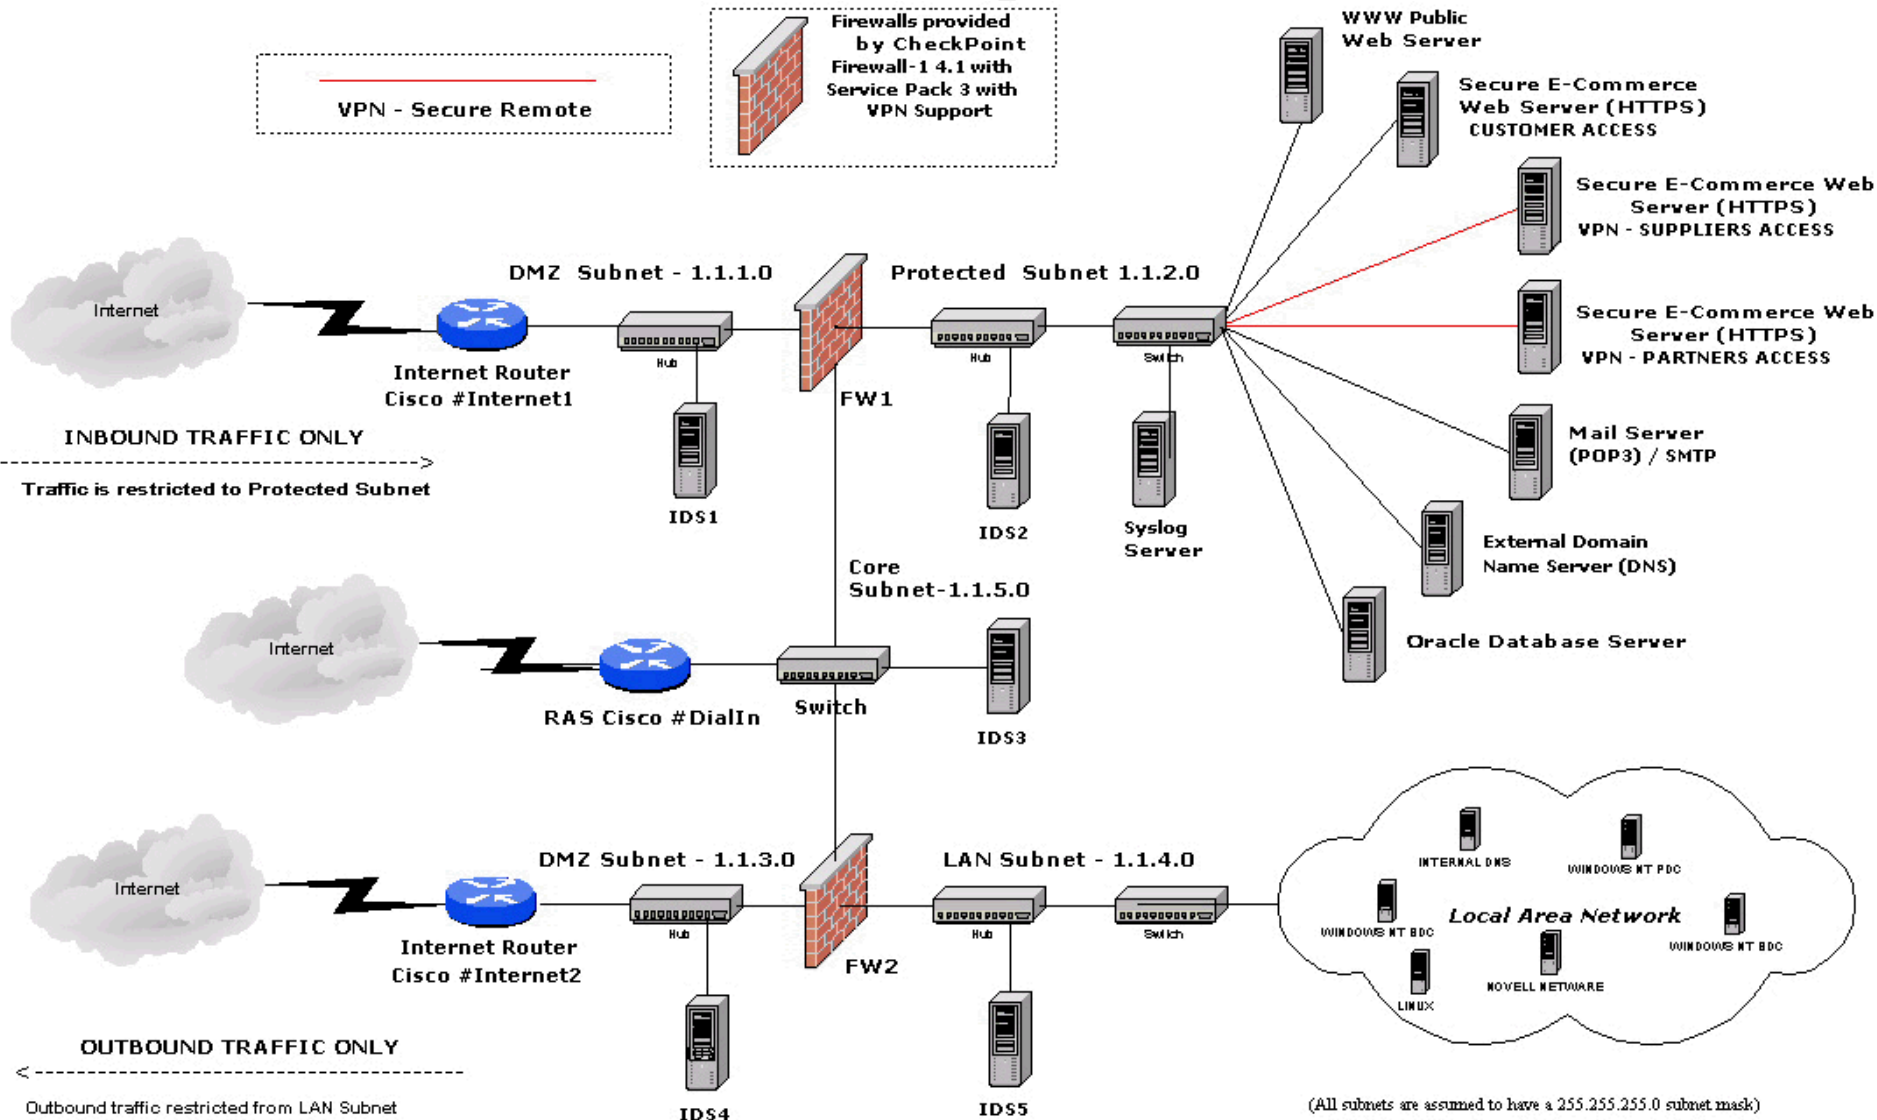 Firewalls provided
by CheckPoint
Firewall-1 4.1 with
Service Pack 3 with
VPN Support
VPN - Secure Remote
WWW Public
Web Server
Secure E-Commerce
Web Server (HTTPS)
CUSTOMER ACCESS
Secure E-Commerce Web
Server (HTTPS)
VPN - SUPPLIERS ACCESS
DMZ Subnet - 1.1.1.0
Protected Subnet 1.1.2.0
Internet
Secure E-Commerce Web
Server (HTTPS)
VPN - PARTNERS ACCESS
Hub
Hub
Switch
Internet Router
Cisco #Internet1
FW1
INBOUND TRAFFIC ONLY
Traffic is restricted to Protected Subnet
Mail Server
(POP3) / SMTP
IDS1
IDS2
Syslog
Server
External Domain
Name Server (DNS)
Core
Subnet-1.1.5.0
Internet
Oracle Database Server
RAS Cisco #DialIn
Switch
IDS3
DMZ Subnet - 1.1.3.0
LAN Subnet - 1.1.4.0
INTERNAL DNS
WINDOWS NT PDC
Internet
Local Area Network
WINDOWS NT BDC
WINDOWS NT BDC
Hub
Hub
Switch
Internet Router
Cisco #Internet2
FW2
NOVELL NETWARE
LINUX
OUTBOUND TRAFFIC ONLY
Outbound traffic restricted from LAN Subnet
IDS4
IDS5
(All subnets are assumed to have a 255.255.255.0 subnet mask)